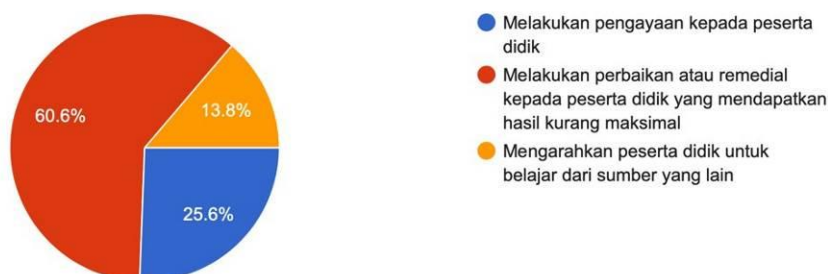 60.6%
13.8%
25.6%
Melakukan pengayaan kepada peserta
didik
Melakukan perbaikan atau remedial
kepada peserta didik yang mendapatkan
hasil kurang maksimal
Mengarahkan peserta didik untuk
belajar dari sumber yang lain